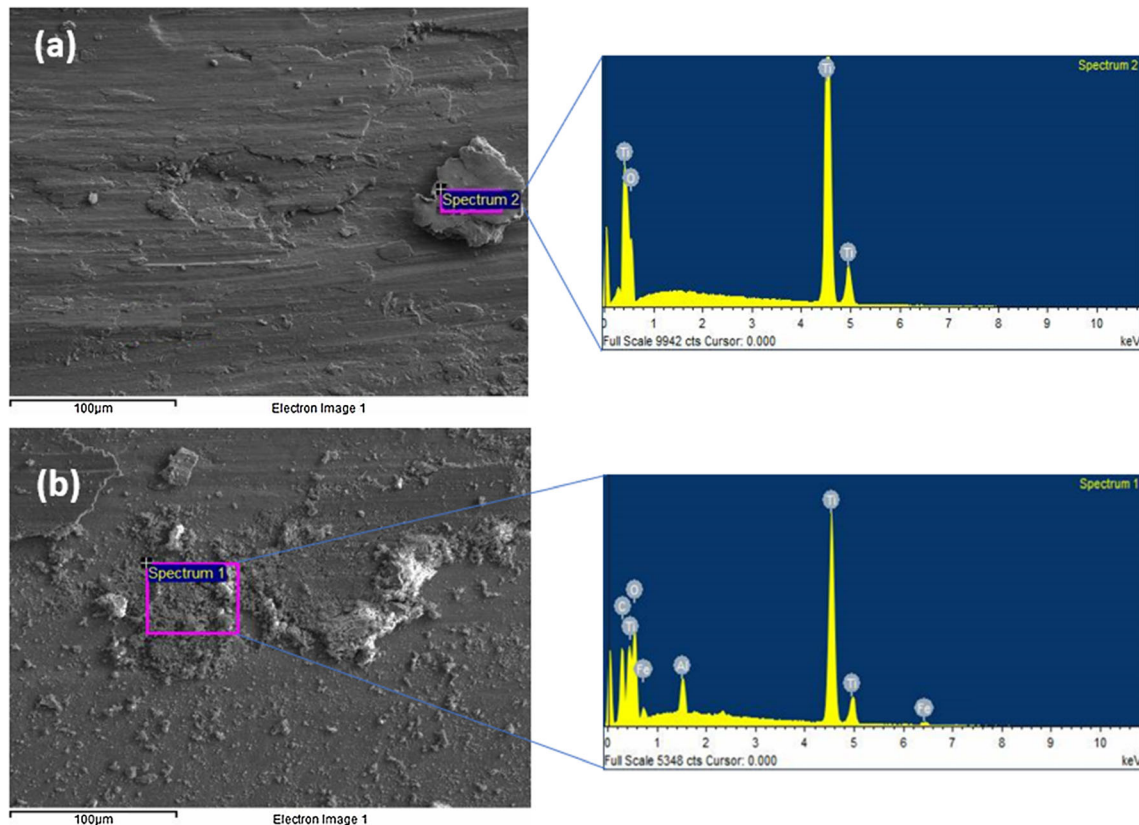 (a)
Spectrum 2
100µm
Electron Image 1
Spectrum 2
Ti
Ti
O
Ti
0 1 2 3 4 5 6 7 8 9 10
Full Scale 9942 cts Cursor: 0.000
keV
(b)
Spectrum 1
100µm
Electron Image 1
Spectrum 1
Ti
O
C
Ti
Fe
Al
Ti
Fe
0 1 2 3 4 5 6 7 8 9 10
Full Scale 5348 cts Cursor: 0.000
keV